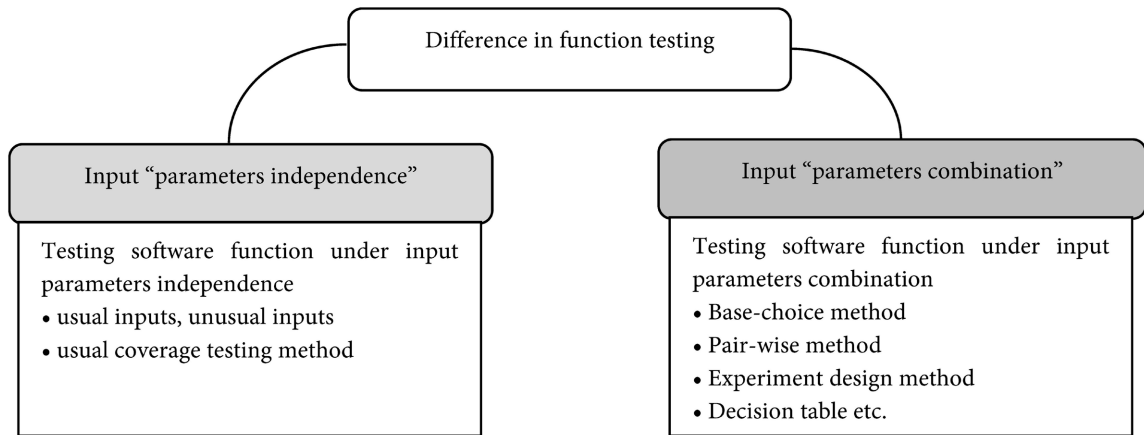 Difference in function testing
Input “parameters independence”
Testing software function under input
parameters independence
• usual inputs, unusual inputs
• usual coverage testing method
Input “parameters combination”
Testing software function under input
parameters combination
• Base-choice method
• Pair-wise method
• Experiment design method
• Decision table etc.